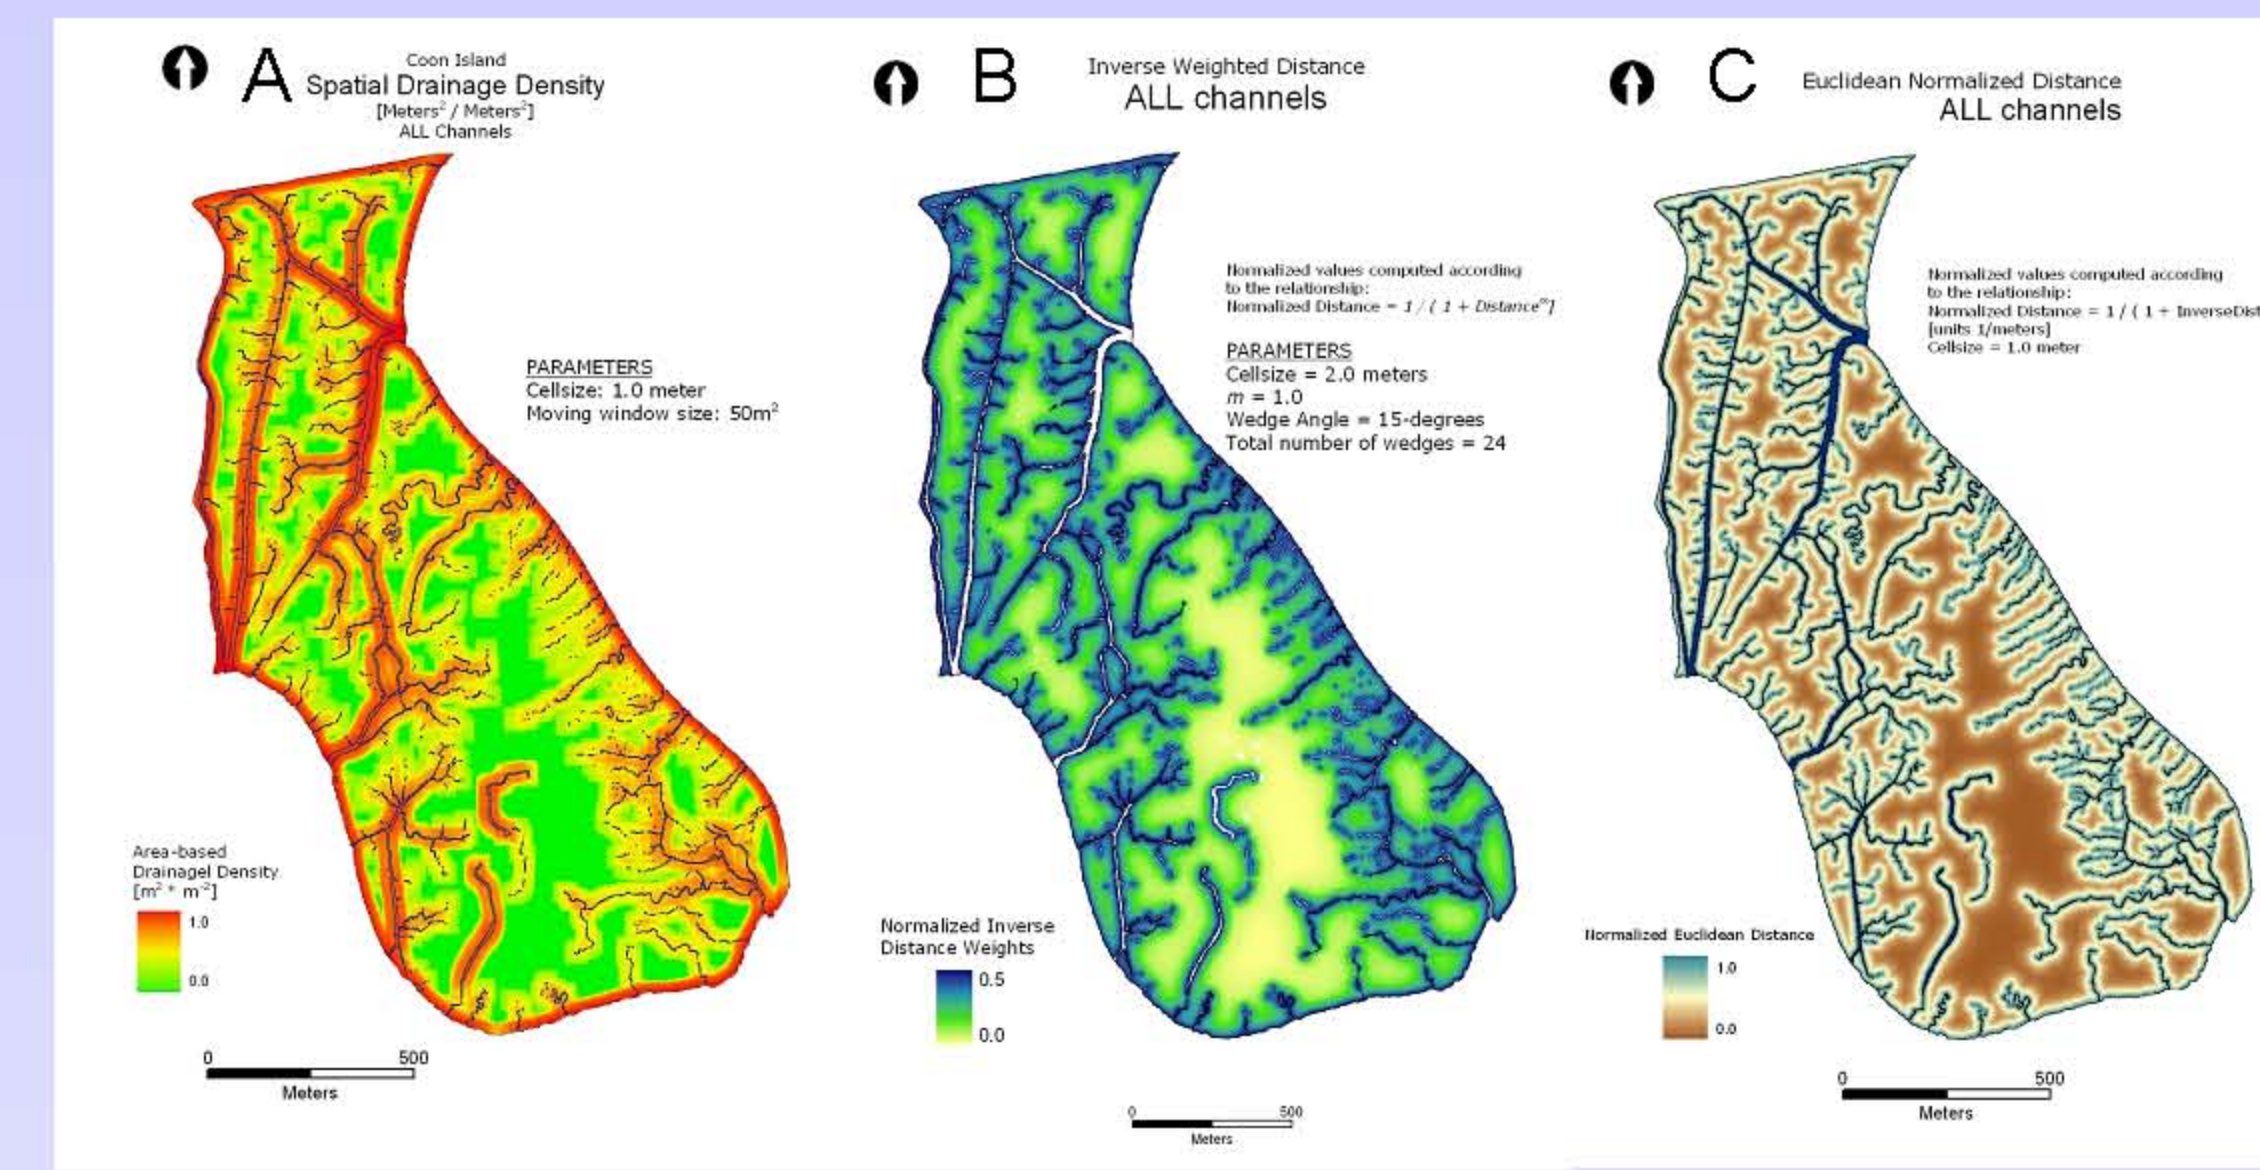 A
Coon Island
Spatial Drainage Density
[Meters² / Meters²]
ALL Channels
PARAMETERS
Cellsize: 1.0 meter
Moving window size: 50m²
Area-based
Drainagel Density
[m² * m⁻²]
1.0
0.0
0 500
Meters
B
Inverse Weighted Distance
ALL channels
Normalized values computed according
to the relationship:
Normalized Distance = 1 / ( 1 + Distance^m]
PARAMETERS
Cellsize = 2.0 meters
m = 1.0
Wedge Angle = 15-degrees
Total number of wedges = 24
Normalized Inverse
Distance Weights
0.5
0.0
0 500
Meters
C
Euclidean Normalized Distance
ALL channels
Normalized values computed according
to the relationship:
Normalized Distance = 1 / ( 1 + InverseDist
[units 1/meters]
Cellsize = 1.0 meter
Normalized Euclidean Distance
1.0
0.0
0 500
Meters